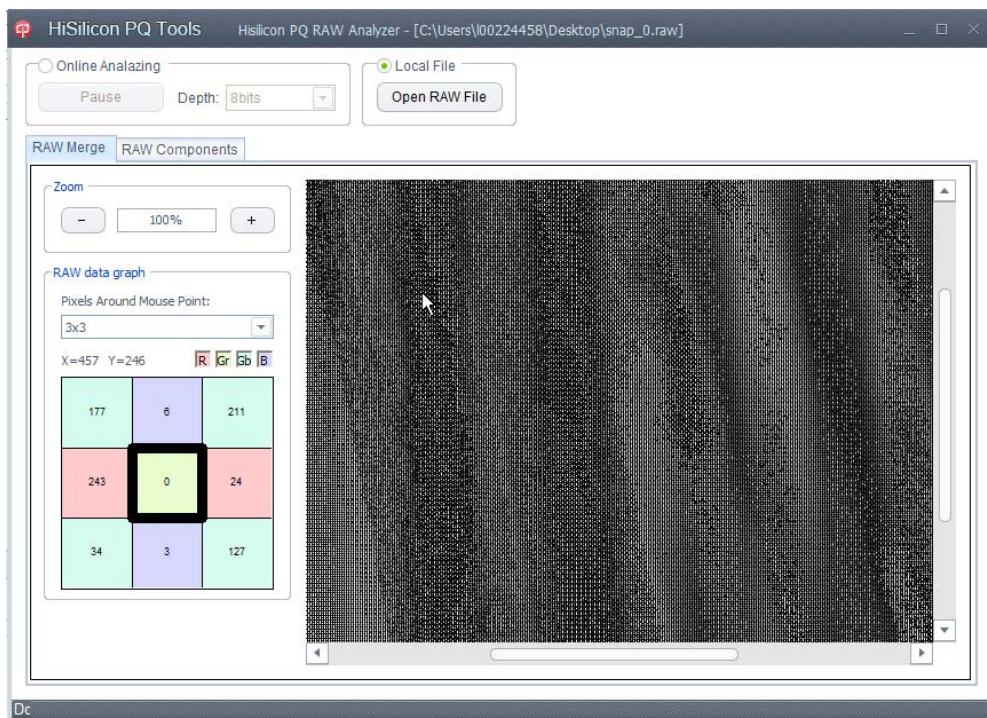 HiSilicon PQ Tools Hisilicon PQ RAW Analyzer - [C:\Users\l00224458\Desktop\snap_0.raw]
Online Analazing Local File
Pause Depth: 8bits Open RAW File
RAW Merge RAW Components
Zoom
- 100% +
RAW data graph
Pixels Around Mouse Point:
3x3
X=457 Y=246 R Gr Gb B
177 6 211
243 0 24
34 3 127
Dc